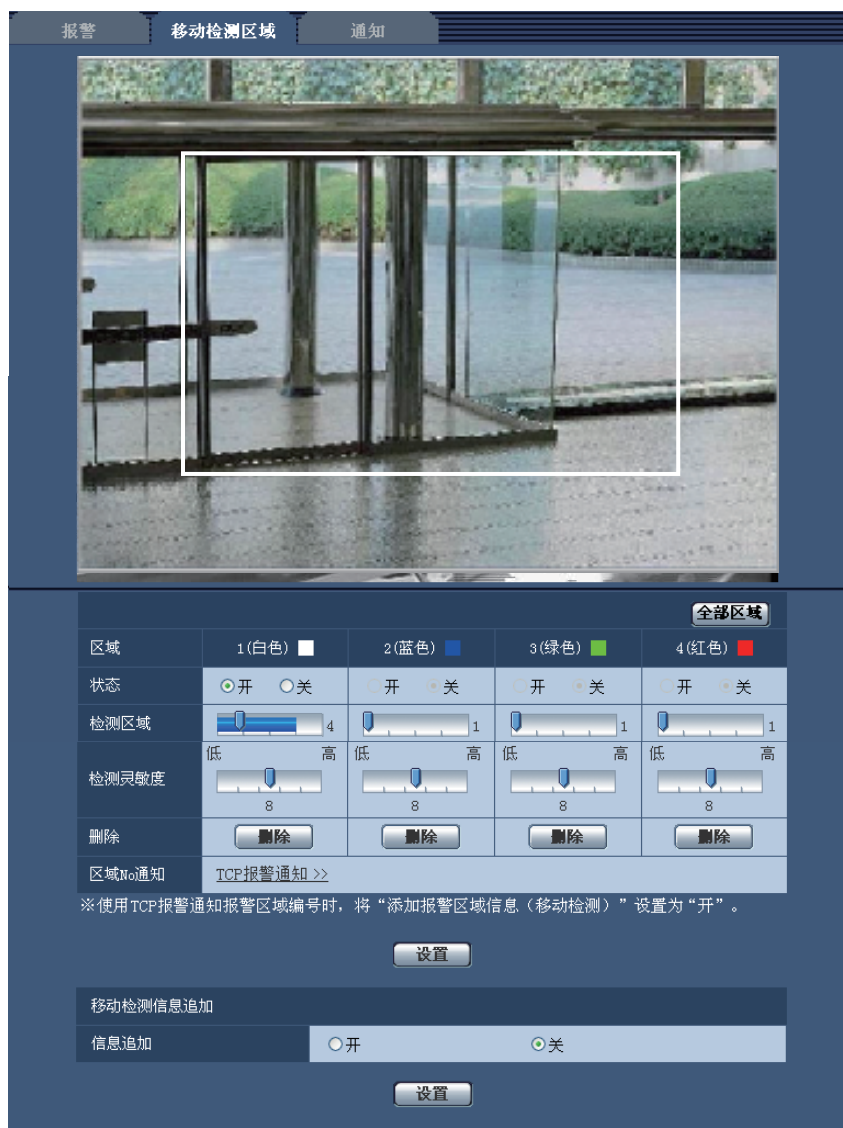 报警 移动检测区域 通知
全部区域
区域 1(白色) 2(蓝色) 3(绿色) 4(红色)
状态 开 关 开 关 开 关 开 关
检测区域 4 1 1 1
低 高 低 高 低 高 低 高
检测灵敏度
8 8 8 8
删除 删除 删除 删除 删除
区域No通知 TCP报警通知 >>
※使用TCP报警通知报警区域编号时，将“添加报警区域信息（移动检测）”设置为“开”。
设置
移动检测信息追加
信息追加 开 关
设置